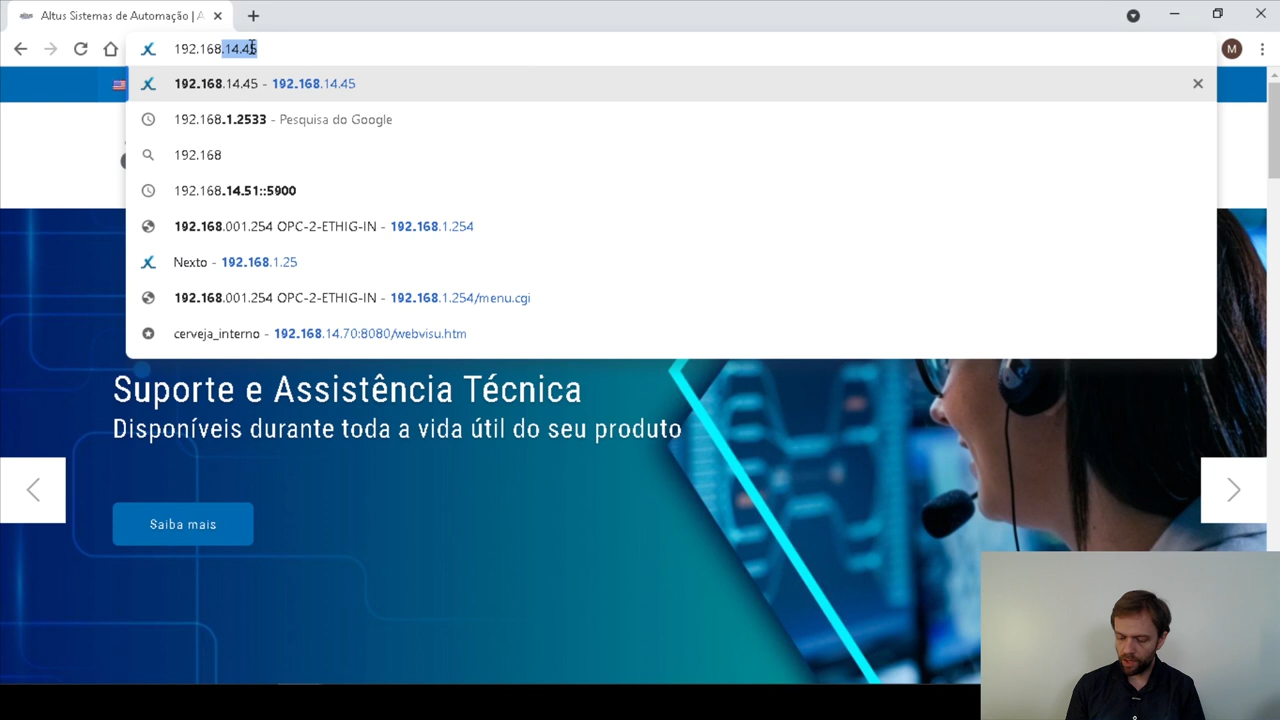 Altus Sistemas de Automação | A
192.168.14.45
M
192.168.14.45 - 192.168.14.45
192.168.1.2533 - Pesquisa do Google
192.168
192.168.14.51::5900
192.168.001.254 OPC-2-ETHIG-IN - 192.168.1.254
Nexto - 192.168.1.25
192.168.001.254 OPC-2-ETHIG-IN - 192.168.1.254/menu.cgi
cerveja_interno - 192.168.14.70:8080/webvisu.htm
Suporte e Assistência Técnica
Disponíveis durante toda a vida útil do seu produto
Saiba mais